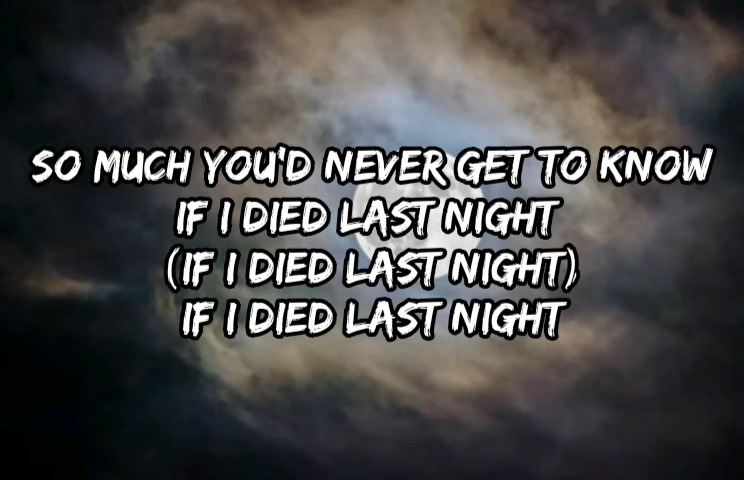 SO MUCH YOU'D NEVER GET TO KNOW
IF I DIED LAST NIGHT
(IF I DIED LAST NIGHT)
IF I DIED LAST NIGHT